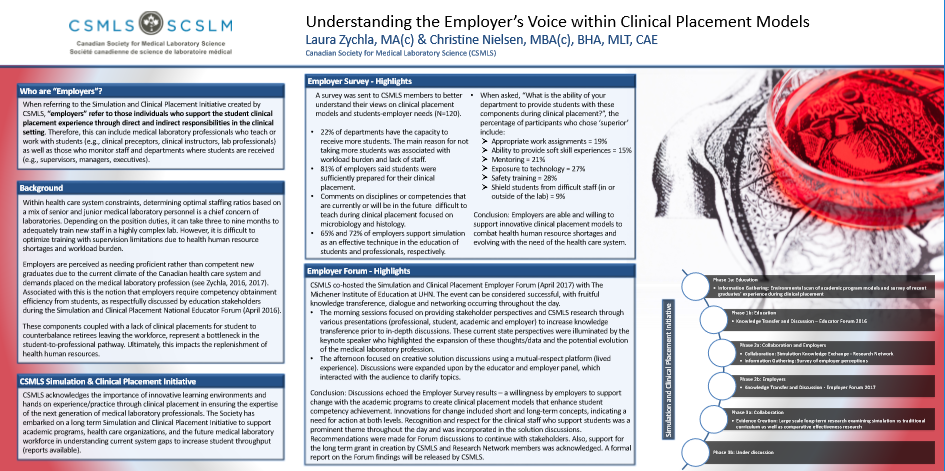 CSMLS SCSLM
Canadian Society for Medical Laboratory Science
Société canadienne de science de laboratoire médical
Understanding the Employer's Voice within Clinical Placement Models
Laura Zychla, MA(c) & Christine Nielsen, MBA(c), BHA, MLT, CAE
Canadian Society for Medical Laboratory Science (CSMLS)
Who are "Employers"?
When referring to the Simulation and Clinical Placement Initiative created by
CSMLS, "employers" refer to those individuals who support the student clinical
placement experience through direct and indirect responsibilities in the clinical
setting. Therefore, this can include medical laboratory professionals who teach or
work with students (e.g., clinical preceptors, clinical instructors, lab professionals)
as well as those who monitor staff and departments where students are received
(e.g., supervisors, managers, executives).
Background
Within health care system constraints, determining optimal staffing ratios based on
a mix of senior and junior medical laboratory personnel is a chief concern of
laboratories. Depending on the position duties, it can take three to nine months to
adequately train new staff in a highly complex lab. However, it is difficult to
optimize training with supervision limitations due to health human resource
shortages and workload burden.
Employers are perceived as needing proficient rather than competent new
graduates due to the current climate of the Canadian health care system and
demands placed on the medical laboratory profession (see Zychla, 2016, 2017).
Associated with this is the notion that employers require competency obtainment
efficiency from students, as respectfully discussed by education stakeholders
during the Simulation and Clinical Placement National Educator Forum (April 2016).
These components coupled with a lack of clinical placements for student to
counterbalance retirees leaving the workforce, represent a bottleneck in the
student-to-professional pathway. Ultimately, this impacts the replenishment of
health human resources.
CSMLS Simulation & Clinical Placement Initiative
CSMLS acknowledges the importance of innovative learning environments and
hands on experience/practice through clinical placement in ensuring the expertise
of the next generation of medical laboratory professionals. The Society has
embarked on a long term Simulation and Clinical Placement Initiative to support
academic programs, health care organizations, and the future medical laboratory
workforce in understanding current system gaps to increase student throughput
(reports available).
Employer Survey - Highlights
A survey was sent to CSMLS members to better
understand their views on clinical placement
models and students-employer needs (N=120).
• 22% of departments have the capacity to
receive more students. The main reason for not
taking more students was associated with
workload burden and lack of staff.
• 81% of employers said students were
sufficiently prepared for their clinical
placement.
• Comments on disciplines or competencies that
are currently or will be in the future difficult to
teach during clinical placement focused on
microbiology and histology.
• 65% and 72% of employers support simulation
as an effective technique in the education of
students and professionals, respectively.
• When asked, "What is the ability of your
department to provide students with these
components during clinical placement?", the
percentage of participants who chose 'superior'
include:
➢ Appropriate work assignments = 19%
➢ Ability to provide soft skill experiences = 15%
➢ Mentoring = 21%
➢ Exposure to technology = 27%
➢ Safety training = 28%
➢ Shield students from difficult staff (in or
outside of the lab) = 9%
Conclusion: Employers are able and willing to
support innovative clinical placement models to
combat health human resource shortages and
evolving with the need of the health care system.
Employer Forum - Highlights
CSMLS co-hosted the Simulation and Clinical Placement Employer Forum (April 2017) with The
Michener Institute of Education at UHN. The event can be considered successful, with fruitful
knowledge transference, dialogue and networking occurring throughout the day.
• The morning sessions focused on providing stakeholder perspectives and CSMLS research through
various presentations (professional, student, academic and employer) to increase knowledge
transference prior to in-depth discussions. These current state perspectives were illuminated by the
keynote speaker who highlighted the expansion of these thoughts/data and the potential evolution
of the medical laboratory profession.
• The afternoon focused on creating solution discussions using a mutual-respect platform (lived
experience). Discussions were expanded upon by the educator and employer panel, which
interacted with the audience to clarify topics.
Conclusion: Discussions echoed the Employer Survey results – a willingness by employers to support
change with the academic programs to create clinical placement models that enhance student
competency achievement. Innovations for change included short and long-term concepts, indicating a
need for action at both levels. Recognition and respect for the clinical staff who support students was a
prominent theme throughout the day and was incorporated in the solution discussions.
Recommendations were made for Forum discussions to continue with stakeholders. Also, support for
the long term grant in creation by CSMLS and Research Network members was acknowledged. A formal
report on the Forum findings will be released by CSMLS.
Simulation and Clinical Placement Initiative
Phase 1a: Education
• Information Gathering: Environmental scan of academic program models and survey of recent
graduates' experience during clinical placement
Phase 1b: Education
• Knowledge Transfer and Discussion – Educator Forum 2016
Phase 2a: Collaboration and Employers
• Collaboration: Simulation Knowledge Exchange - Research Network
• Information Gathering: Survey of employer perceptions
Phase 2b: Employers
• Knowledge Transfer and Discussion - Employer Forum 2017
Phase 3a: Collaboration
• Evidence Creation: Large scale long-term research examining simulation vs traditional
curriculum as well as comparative effectiveness research
Phase 3b: Under discussion